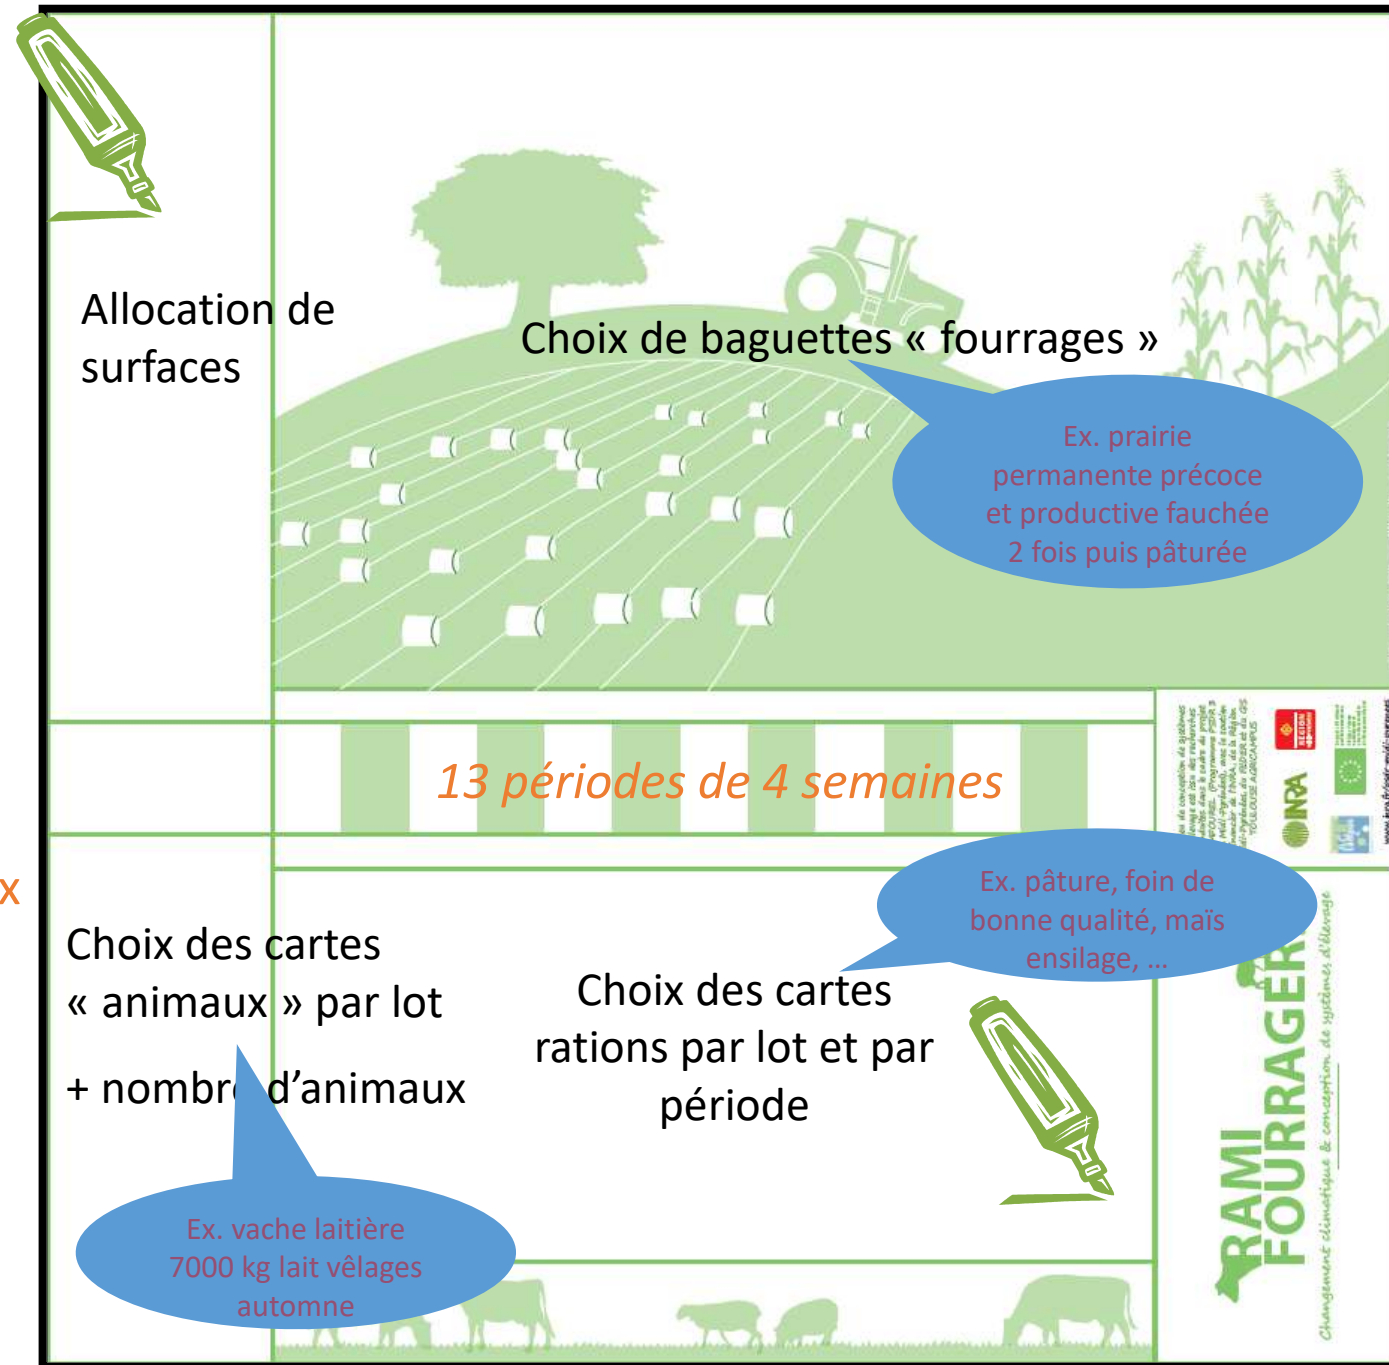 Allocation de
surfaces
Choix de baguettes « fourrages »
Ex. prairie
permanente précoce
et productive fauchée
2 fois puis pâturée
13 périodes de 4 semaines
REGION
INRA
TOULOUSE AGRICAMPUS
x
Choix des cartes
« animaux » par lot
+ nombre d’animaux
Ex. vache laitière
7000 kg lait vêlages
automne
Choix des cartes
rations par lot et par
période
Ex. pâture, foin de
bonne qualité, maïs
ensilage, ...
RAMI
FOURRAGER
Changement climatique & conception de systèmes d'élevage